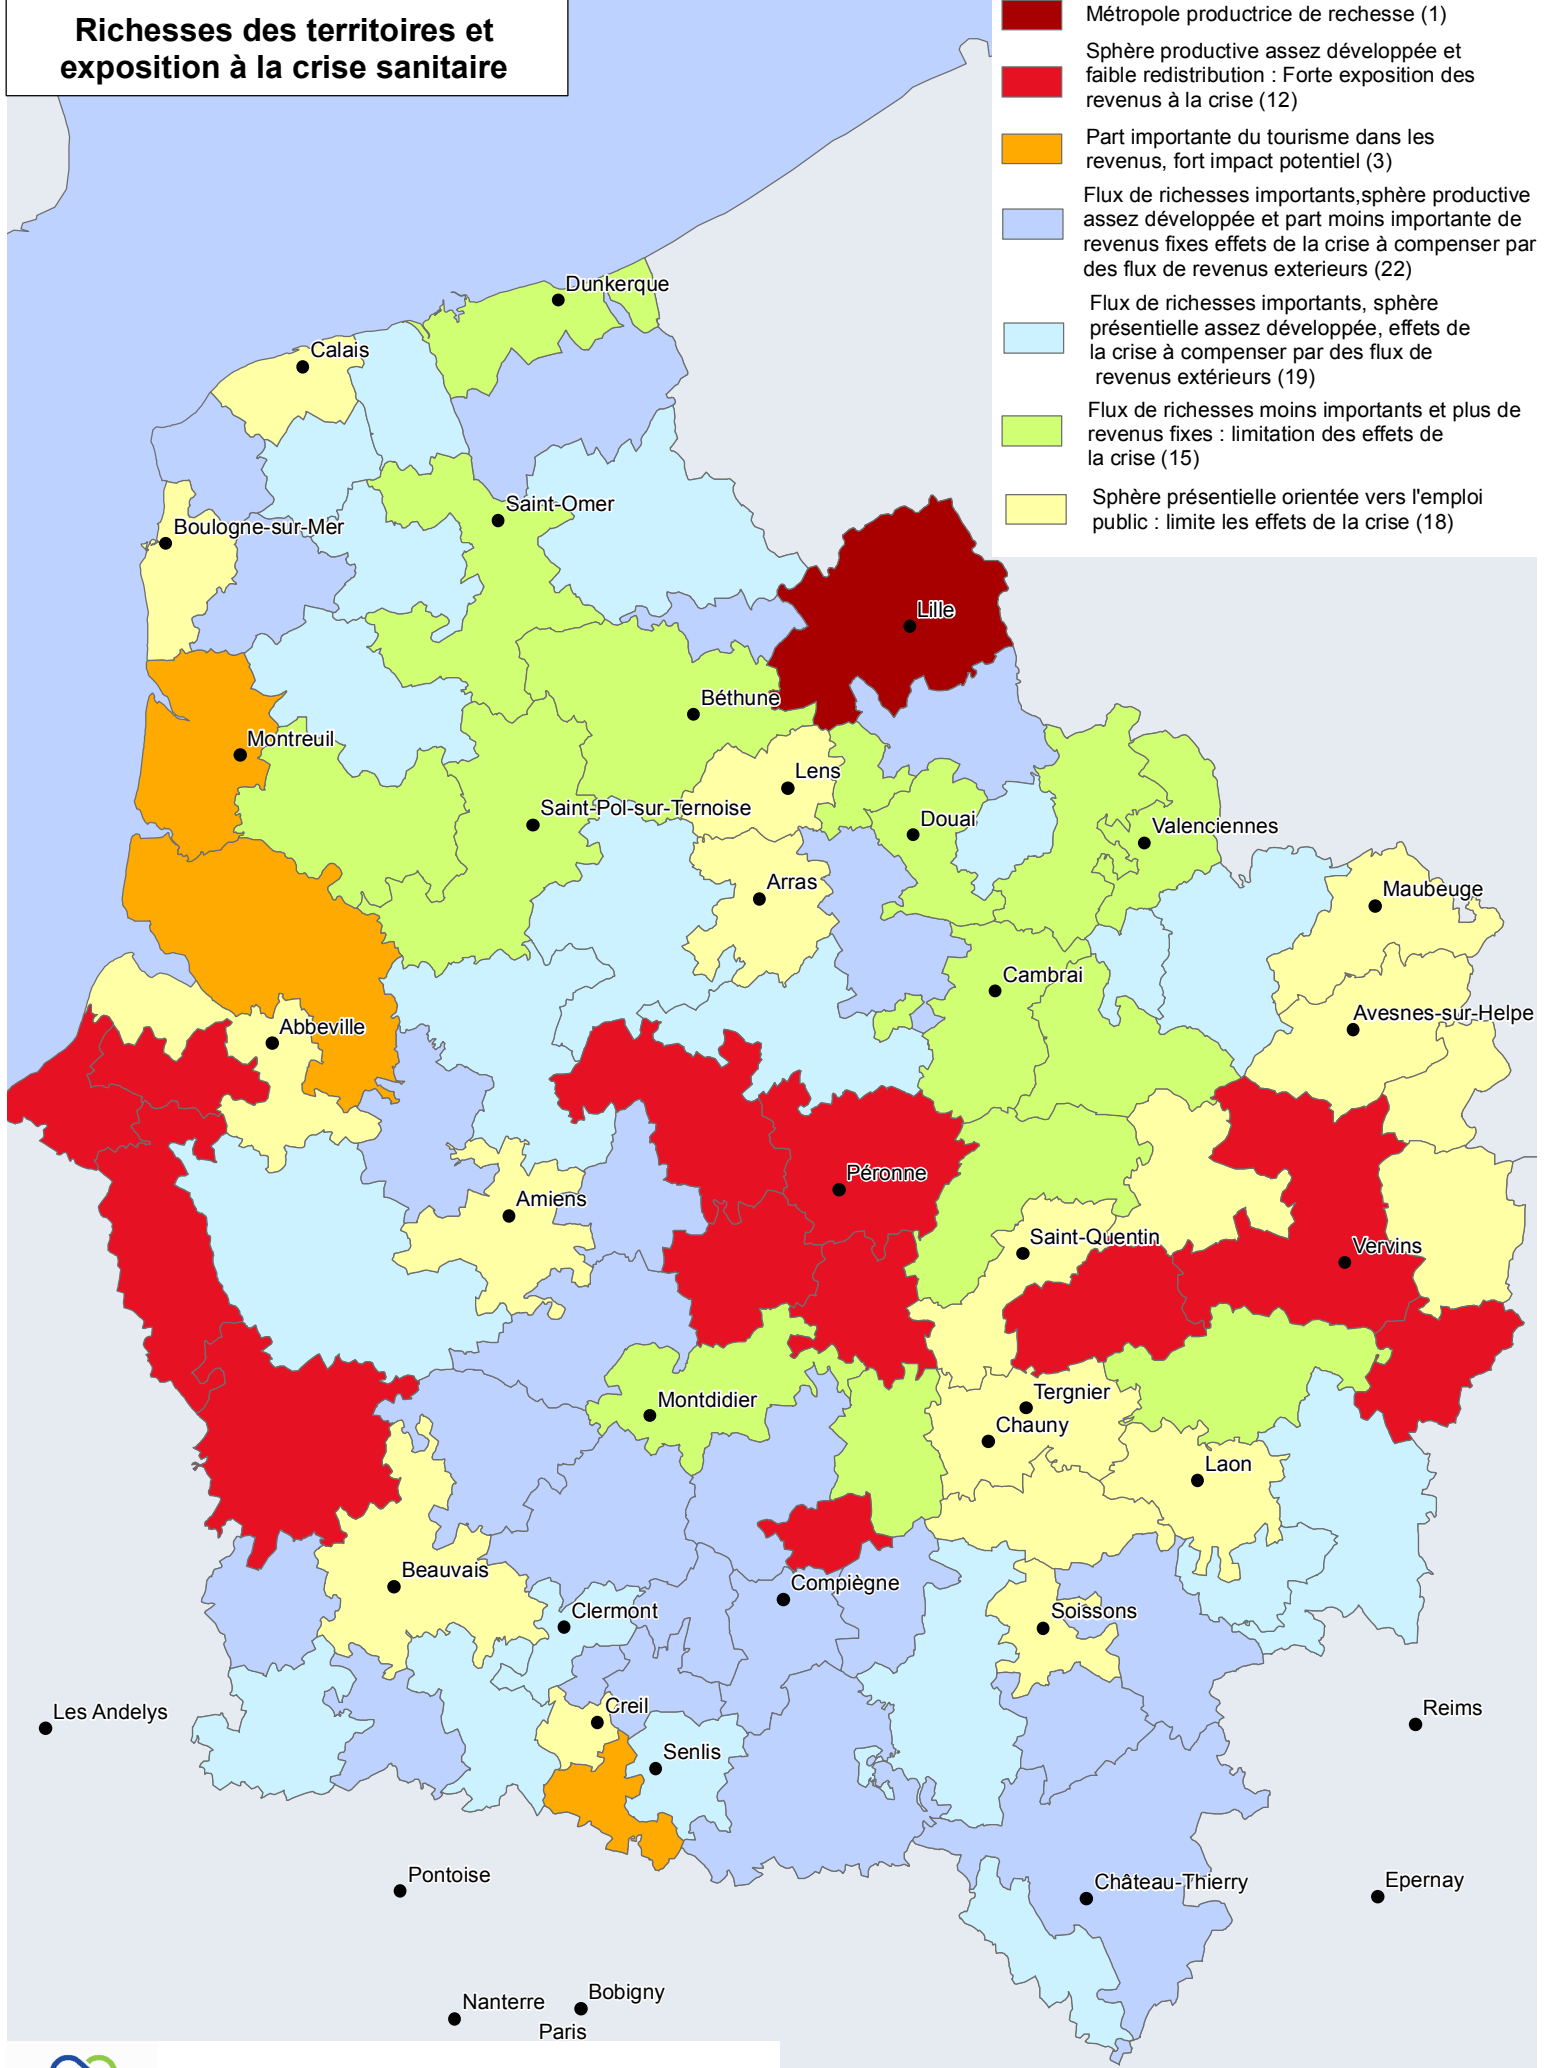 Richesses des territoires et
exposition à la crise sanitaire
Métropole productrice de rechesse (1)
Sphère productive assez développée et
faible redistribution : Forte exposition des
revenus à la crise (12)
Part importante du tourisme dans les
revenus, fort impact potentiel (3)
Flux de richesses importants,sphère productive
assez développée et part moins importante de
revenus fixes effets de la crise à compenser par
des flux de revenus exterieurs (22)
Flux de richesses importants, sphère
présentielle assez développée, effets de
la crise à compenser par des flux de
revenus extérieurs (19)
Flux de richesses moins importants et plus de
revenus fixes : limitation des effets de
la crise (15)
Sphère présentielle orientée vers l'emploi
public : limite les effets de la crise (18)
Dunkerque
Calais
Saint-Omer
Boulogne-sur-Mer
Lille
Béthune
Montreuil
Lens
Saint-Pol-sur-Ternoise
Douai
Valenciennes
Arras
Maubeuge
Cambrai
Avesnes-sur-Helpe
Abbeville
Péronne
Amiens
Saint-Quentin
Vervins
Tergnier
Montdidier
Chauny
Laon
Beauvais
Compiègne
Clermont
Soissons
Creil
Les Andelys
Reims
Senlis
Pontoise
Château-Thierry
Epernay
Bobigny
Nanterre
Paris